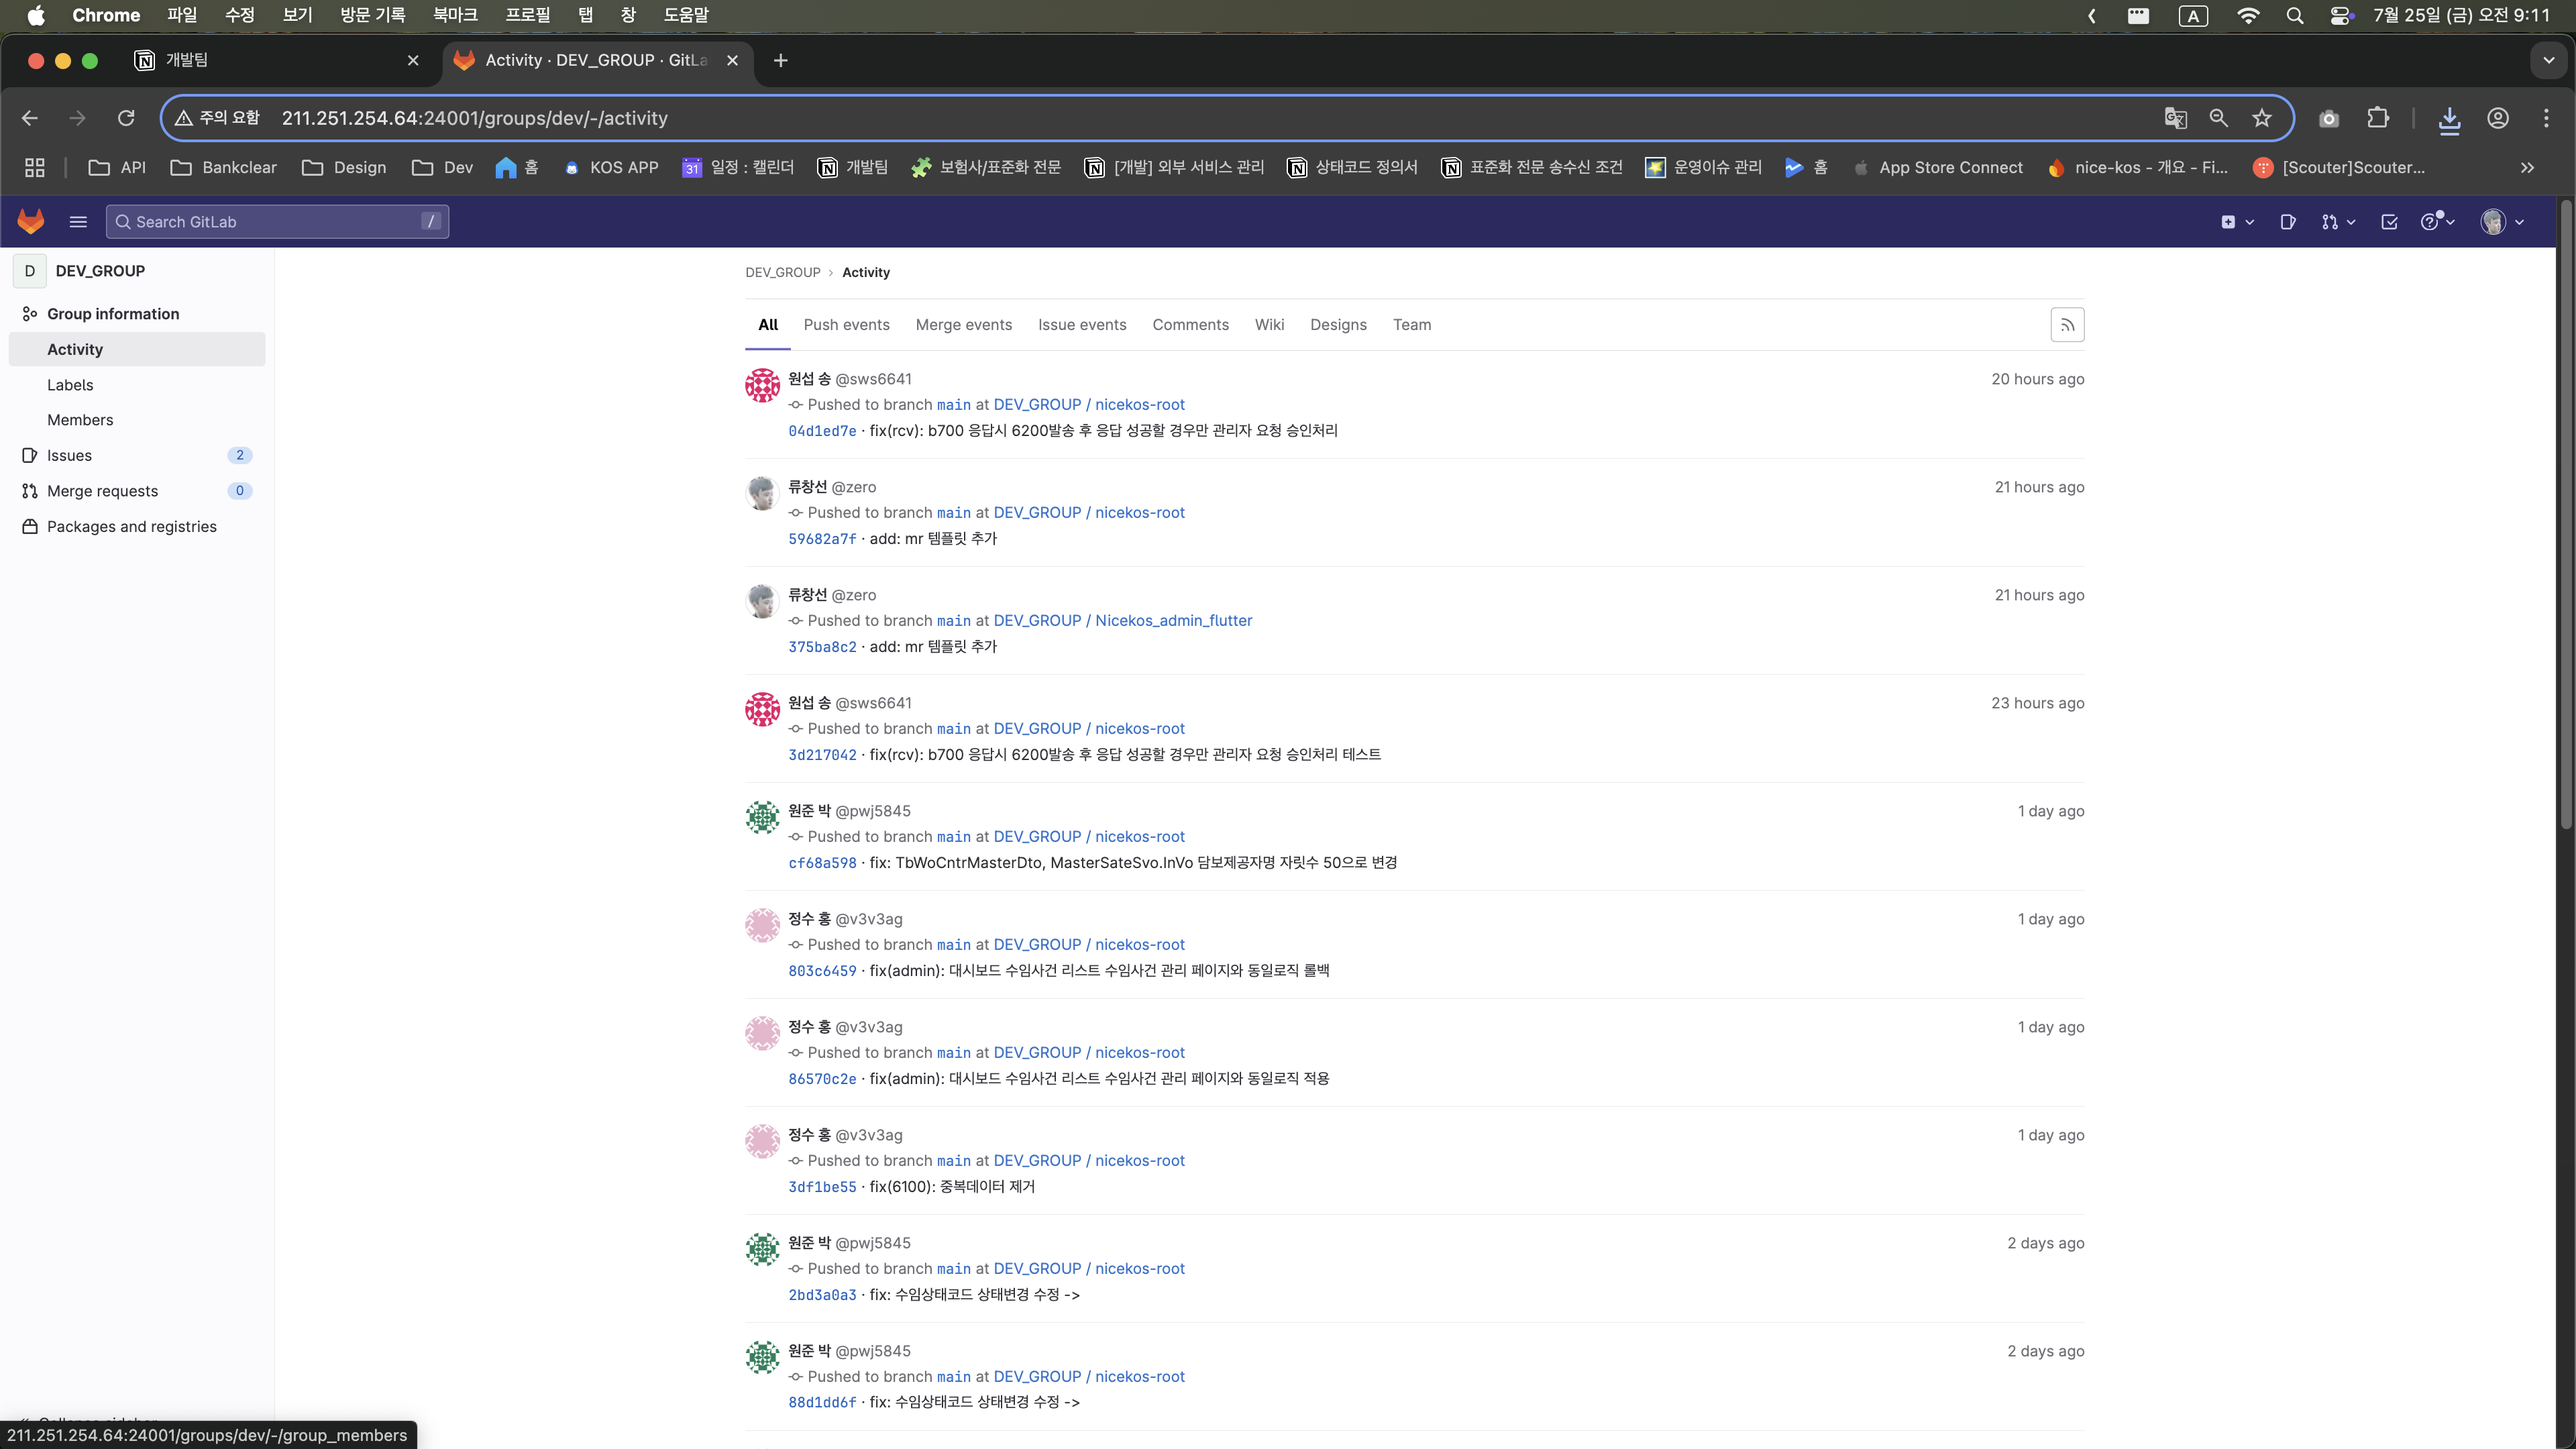 Chrome 파일 수정 보기 방문 기록 북마크 프로필 탭 창 도움말
A 7월 25일 (금) 오전 9:11
개발팀
Activity · DEV_GROUP · GitLa
주의 요함 211.251.254.64:24001/groups/dev/-/activity
API Bankclear Design Dev 홈 KOS APP 31 일정 : 캘린더 개발팀 보험사/표준화 전문 [개발] 외부 서비스 관리 상태코드 정의서 표준화 전문 송수신 조건 운영이슈 관리 홈 App Store Connect nice-kos - 개요 - Fi... [Scouter]Scouter...
Search GitLab /
D DEV_GROUP
Group information
Activity
Labels
Members
Issues 2
Merge requests 0
Packages and registries
DEV_GROUP › Activity
All Push events Merge events Issue events Comments Wiki Designs Team
원섭 송 @sws6641 20 hours ago
Pushed to branch main at DEV_GROUP / nicekos-root
04d1ed7e · fix(rcv): b700 응답시 6200발송 후 응답 성공할 경우만 관리자 요청 승인처리
류창선 @zero 21 hours ago
Pushed to branch main at DEV_GROUP / nicekos-root
59682a7f · add: mr 템플릿 추가
류창선 @zero 21 hours ago
Pushed to branch main at DEV_GROUP / Nicekos_admin_flutter
375ba8c2 · add: mr 템플릿 추가
원섭 송 @sws6641 23 hours ago
Pushed to branch main at DEV_GROUP / nicekos-root
3d217042 · fix(rcv): b700 응답시 6200발송 후 응답 성공할 경우만 관리자 요청 승인처리 테스트
원준 박 @pwj5845 1 day ago
Pushed to branch main at DEV_GROUP / nicekos-root
cf68a598 · fix: TbWoCntrMasterDto, MasterSateSvo.InVo 담보제공자명 자릿수 50으로 변경
정수 홍 @v3v3ag 1 day ago
Pushed to branch main at DEV_GROUP / nicekos-root
803c6459 · fix(admin): 대시보드 수임사건 리스트 수임사건 관리 페이지와 동일로직 롤백
정수 홍 @v3v3ag 1 day ago
Pushed to branch main at DEV_GROUP / nicekos-root
86570c2e · fix(admin): 대시보드 수임사건 리스트 수임사건 관리 페이지와 동일로직 적용
정수 홍 @v3v3ag 1 day ago
Pushed to branch main at DEV_GROUP / nicekos-root
3df1be55 · fix(6100): 중복데이터 제거
원준 박 @pwj5845 2 days ago
Pushed to branch main at DEV_GROUP / nicekos-root
2bd3a0a3 · fix: 수임상태코드 상태변경 수정 ->
원준 박 @pwj5845 2 days ago
Pushed to branch main at DEV_GROUP / nicekos-root
88d1dd6f · fix: 수임상태코드 상태변경 수정 ->
211.251.254.64:24001/groups/dev/-/group_members